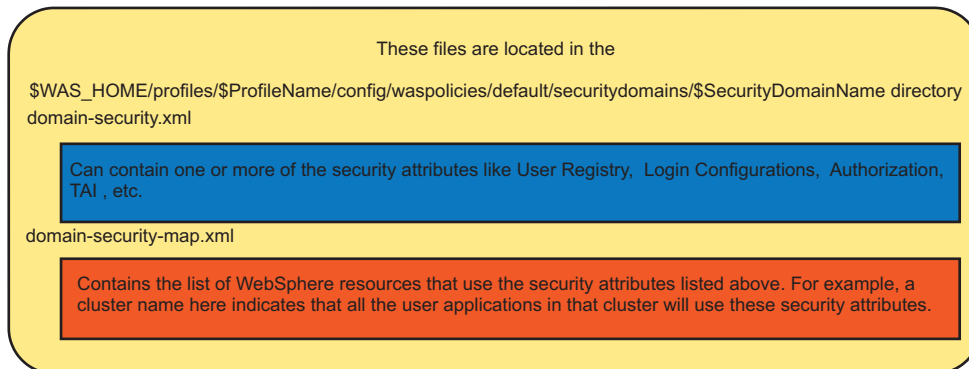 These files are located in the
$WAS_HOME/profiles/$ProfileName/config/waspolicies/default/securitydomains/$SecurityDomainName directory
domain-security.xml
Can contain one or more of the security attributes like User Registry, Login Configurations, Authorization,
TAI , etc.
domain-security-map.xml
Contains the list of WebSphere resources that use the security attributes listed above. For example, a
cluster name here indicates that all the user applications in that cluster will use these security attributes.